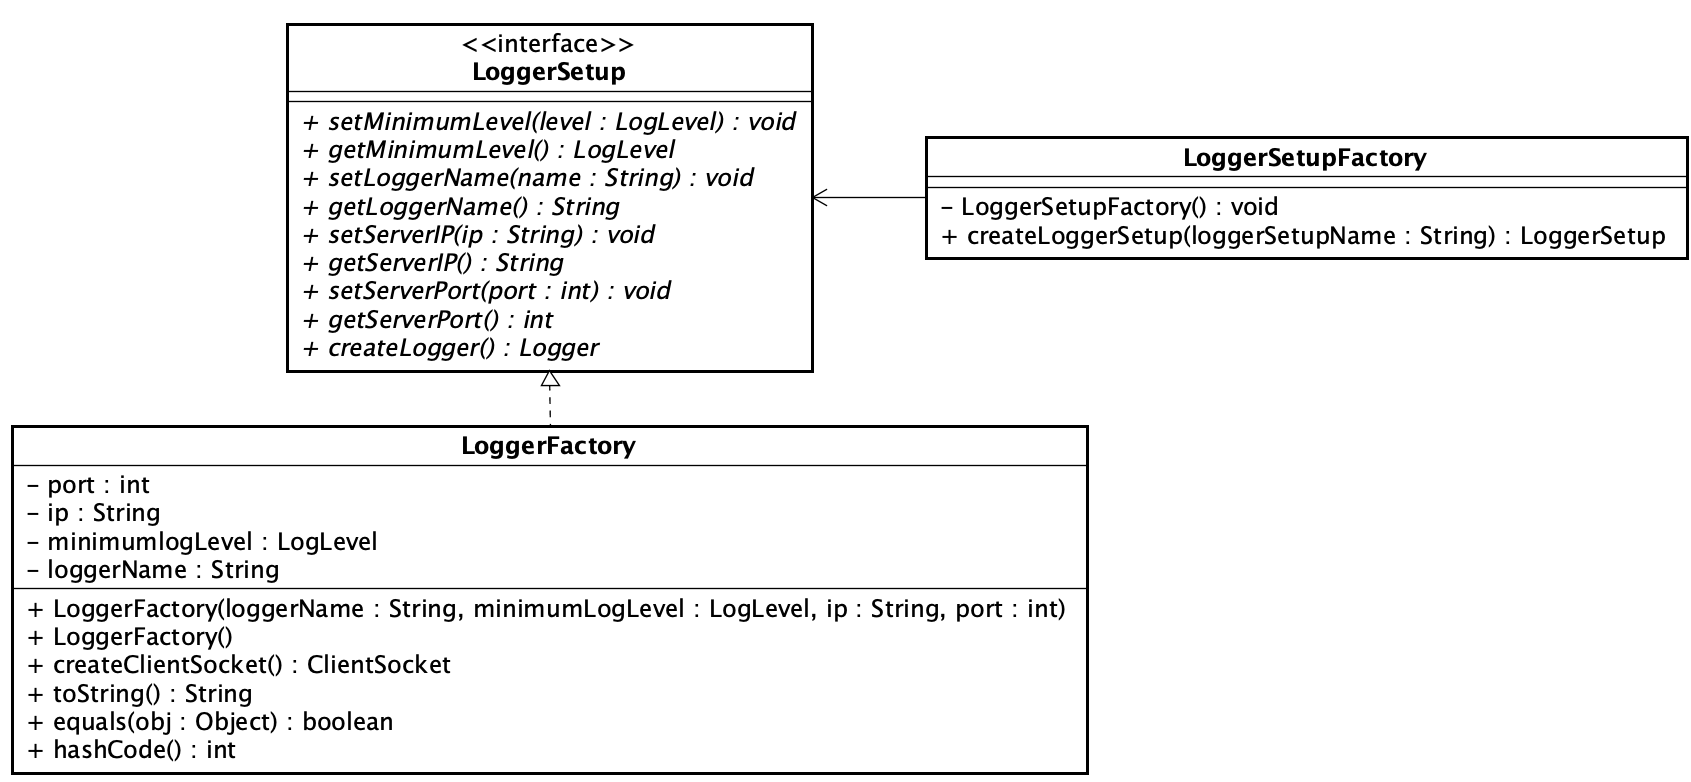 <<interface>>
LoggerSetup
+ setMinimumLevel(level : LogLevel) : void
+ getMinimumLevel() : LogLevel
+ setLoggerName(name : String) : void
+ getLoggerName() : String
+ setServerIP(ip : String) : void
+ getServerIP() : String
+ setServerPort(port : int) : void
+ getServerPort() : int
+ createLogger() : Logger
LoggerSetupFactory
- LoggerSetupFactory() : void
+ createLoggerSetup(loggerSetupName : String) : LoggerSetup
LoggerFactory
- port : int
- ip : String
- minimumlogLevel : LogLevel
- loggerName : String
+ LoggerFactory(loggerName : String, minimumLogLevel : LogLevel, ip : String, port : int)
+ LoggerFactory()
+ createClientSocket() : ClientSocket
+ toString() : String
+ equals(obj : Object) : boolean
+ hashCode() : int